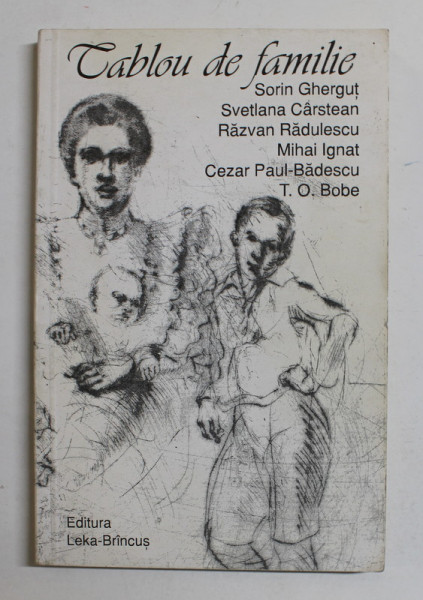 Tablou de familie
Sorin Gherguț
Svetlana Cârstean
Răzvan Rădulescu
Mihai Ignat
Cezar Paul-Bădescu
T. O. Bobe
Editura
Leka-Brîncuș